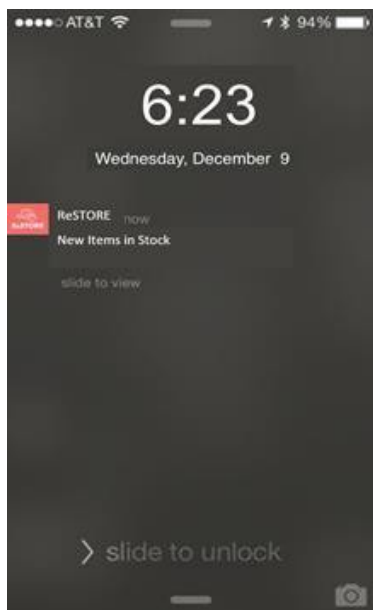 AT&T 94%
6:23
Wednesday, December 9
ReSTORE now
New Items in Stock
slide to view
slide to unlock